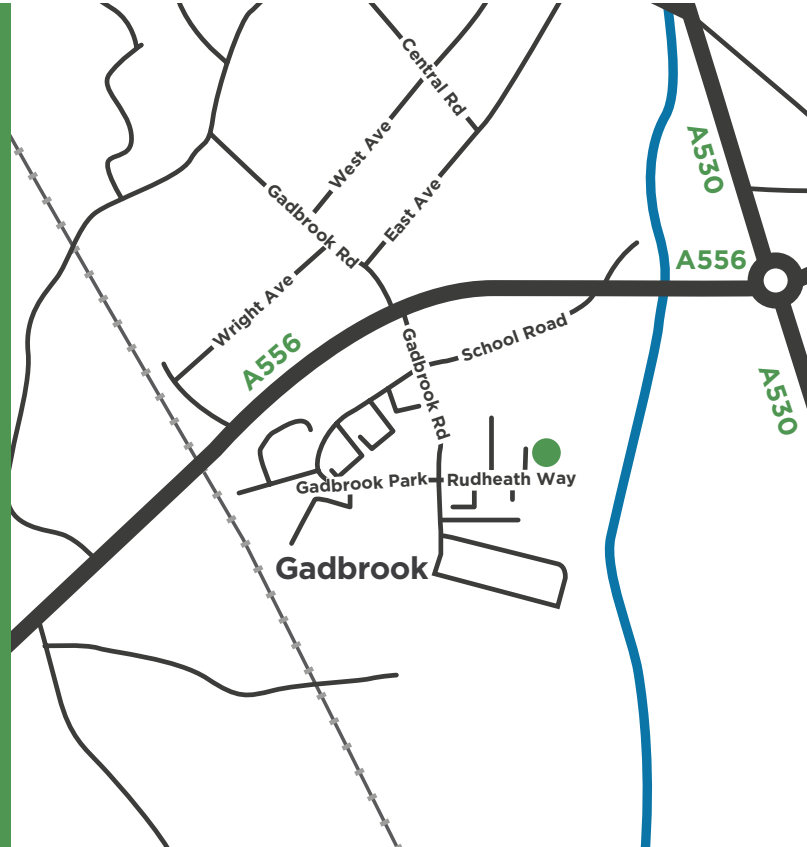 Central Rd
West Ave
A530
Gadbrook Rd
East Ave
A556
Wright Ave
School Road
A556
Gadbrook Rd
A530
Gadbrook Park
Rudheath Way
Gadbrook